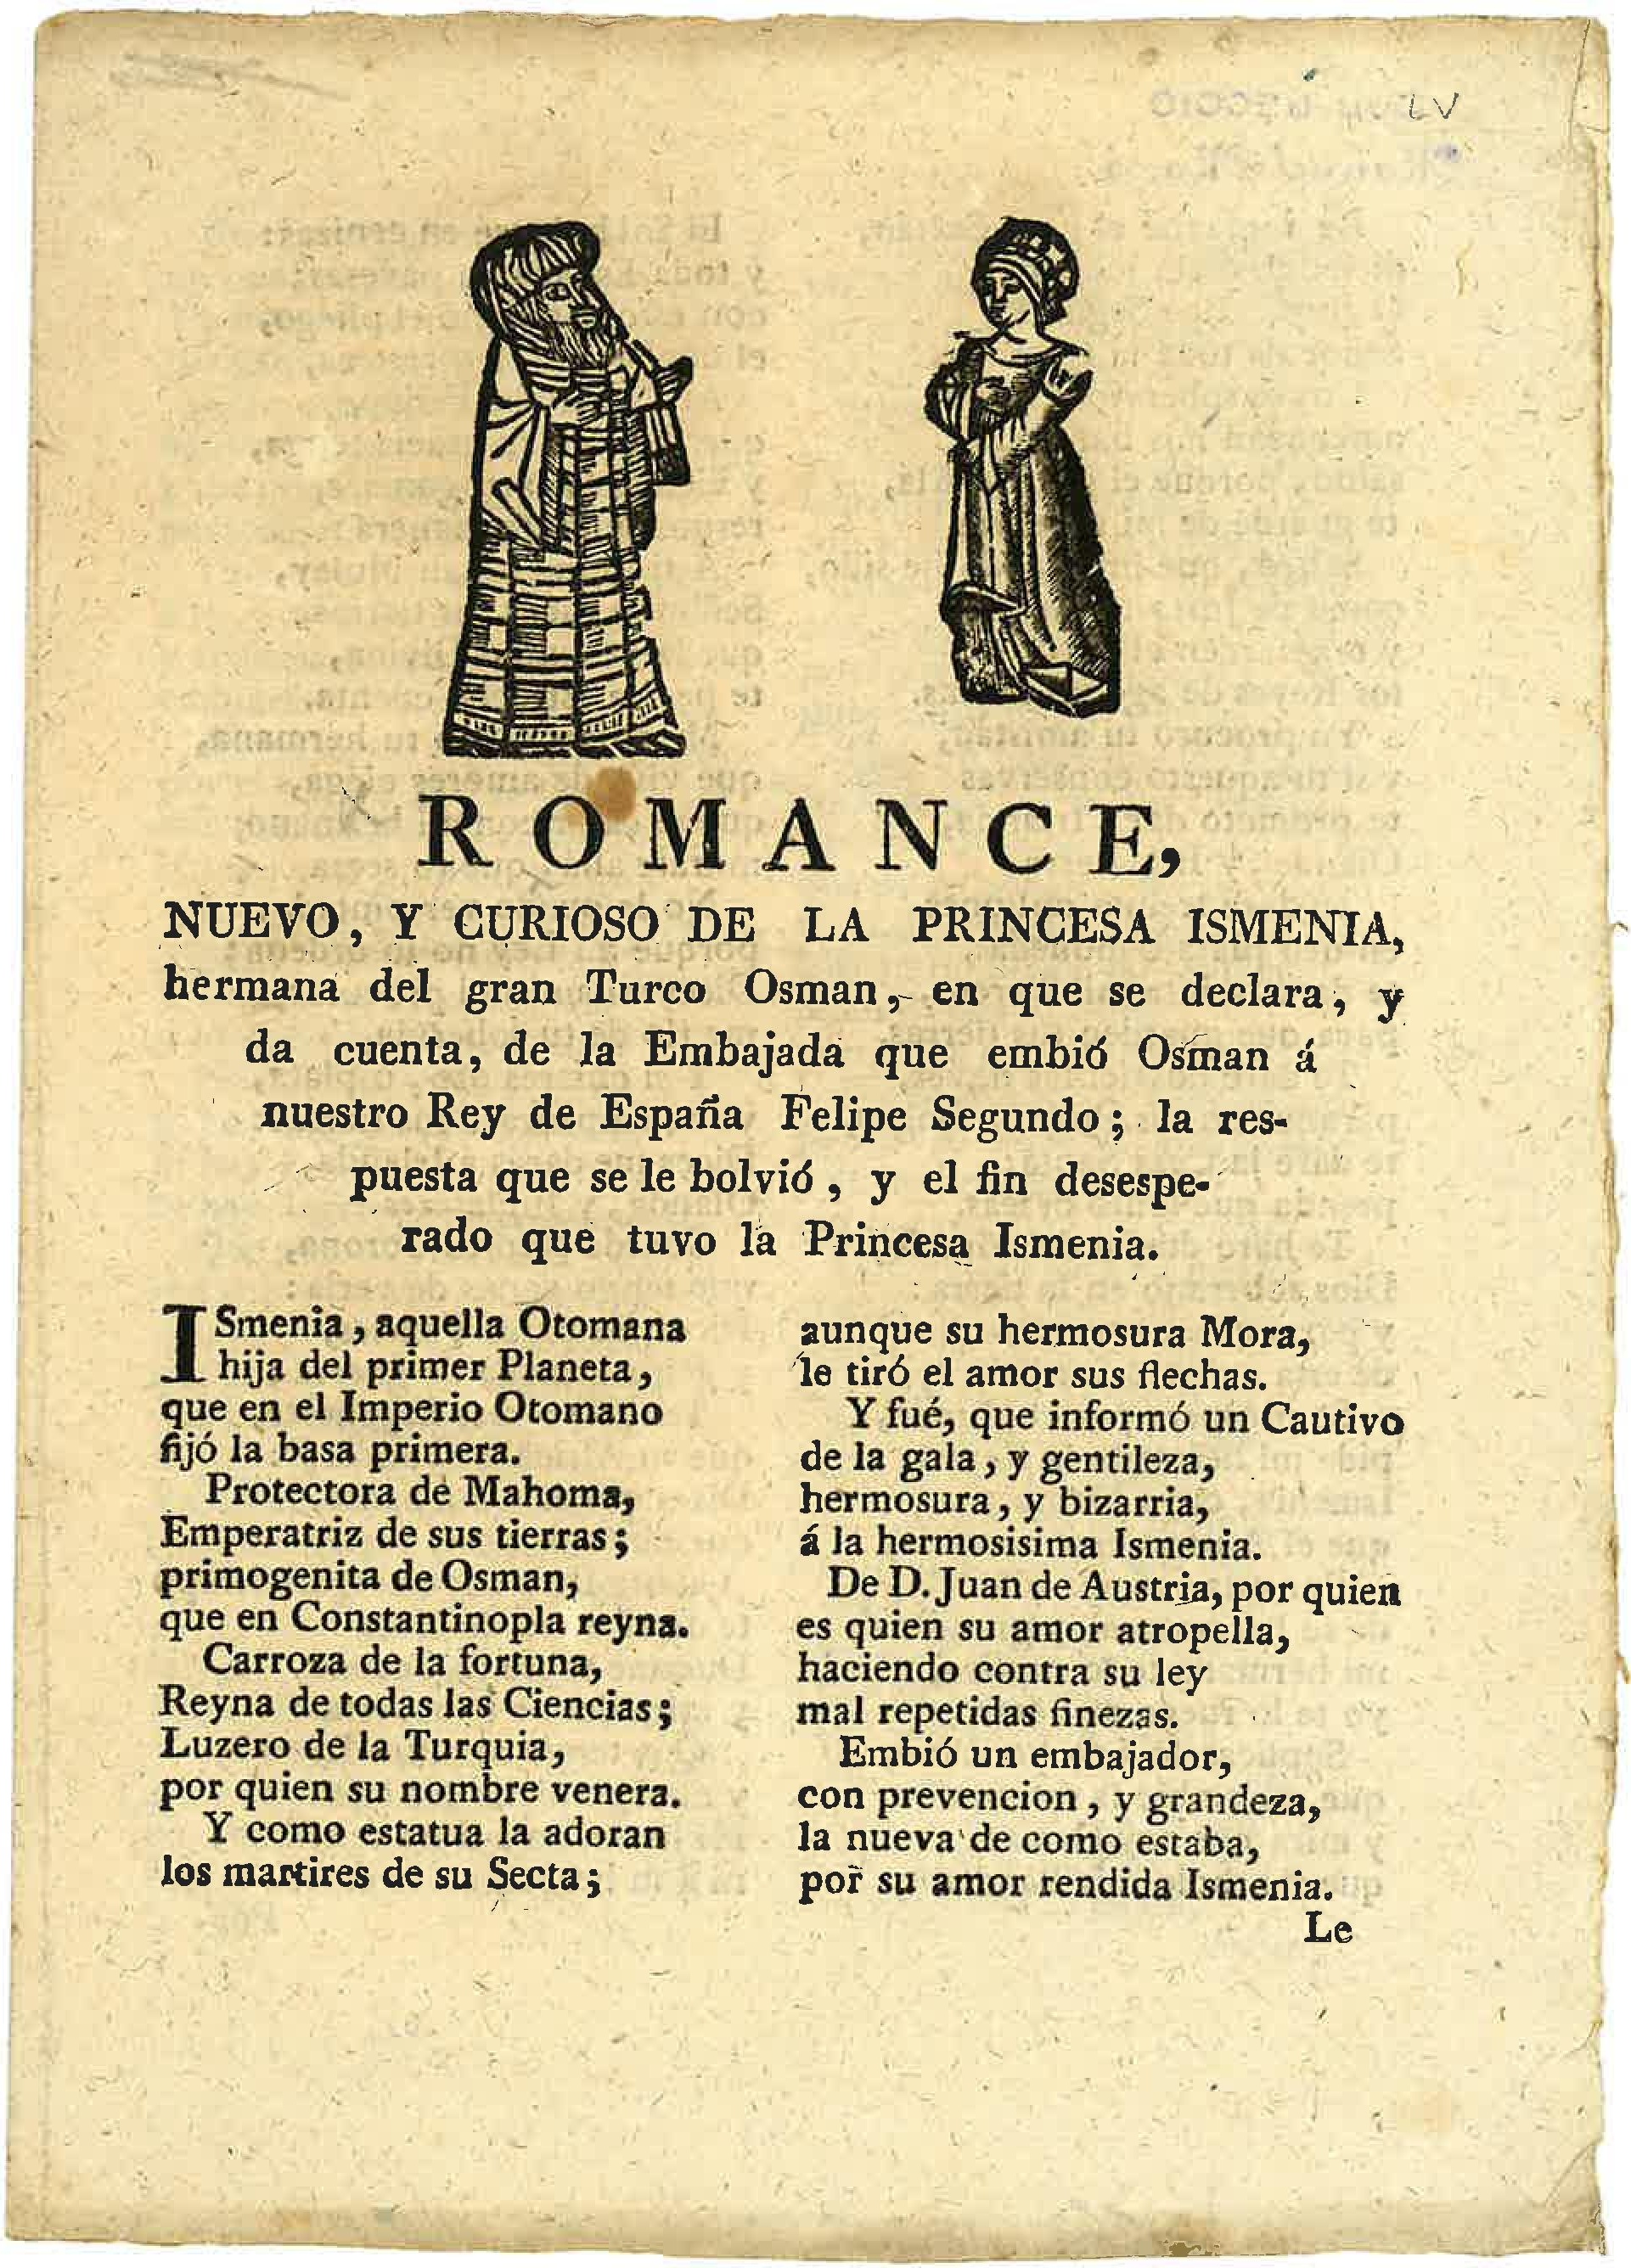 LV
ROMANCE,
NUEVO, Y CURIOSO DE LA PRINCESA ISMENIA,
hermana del gran Turco Osman, en que se declara, y
da cuenta, de la Embajada que embió Osman á
nuestro Rey de España Felipe Segundo; la res-
puesta que se le bolvió, y el fin desespe-
rado que tuvo la Princesa Ismenia.
ISmenia, aquella Otomana
hija del primer Planeta,
que en el Imperio Otomano
fijó la basa primera.
Protectora de Mahoma,
Emperatriz de sus tierras;
primogenita de Osman,
que en Constantinopla reyna.
Carroza de la fortuna,
Reyna de todas las Ciencias;
Luzero de la Turquia,
por quien su nombre venera.
Y como estatua la adoran
los martires de su Secta;
aunque su hermosura Mora,
le tiró el amor sus flechas.
Y fué, que informó un Cautivo
de la gala, y gentileza,
hermosura, y bizarria,
á la hermosisima Ismenia.
De D. Juan de Austria, por quien
es quien su amor atropella,
haciendo contra su ley
mal repetidas finezas.
Embió un embajador,
con prevencion, y grandeza,
la nueva de como estaba,
por su amor rendida Ismenia.
Le